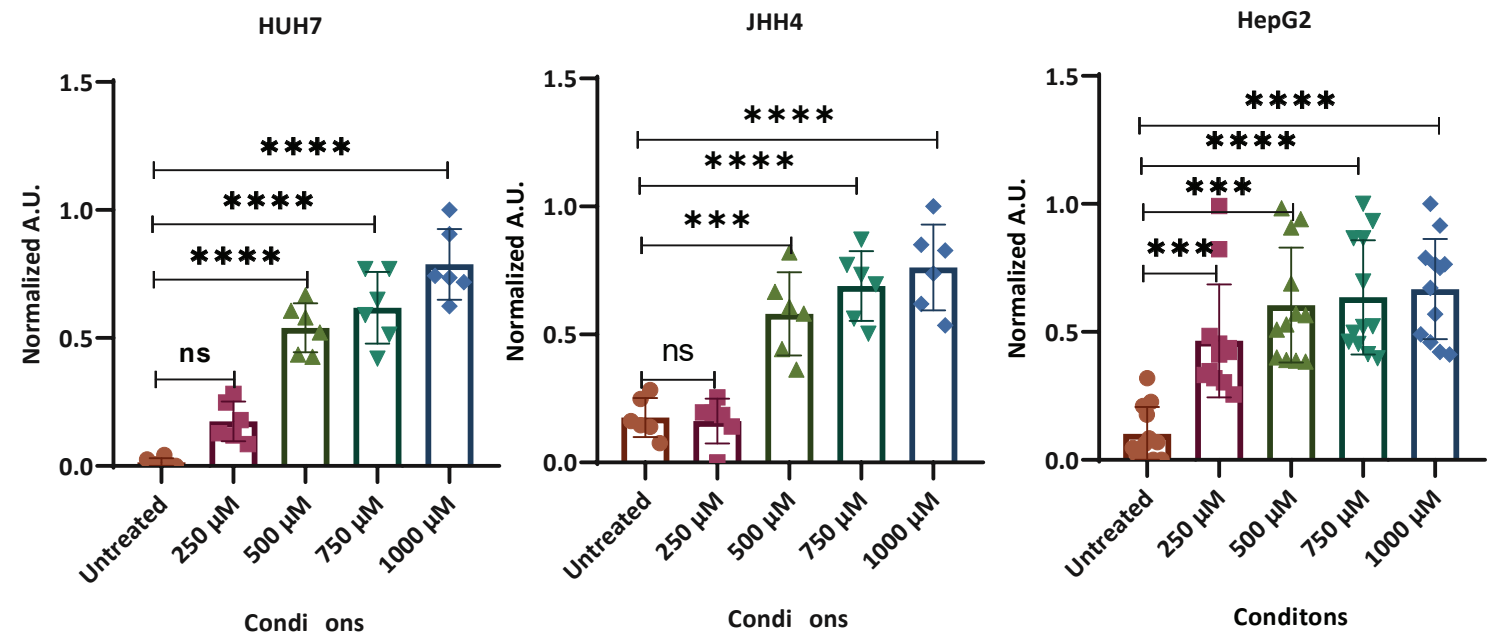 HUH7
Normalized A.U.
1.5
1.0
0.5
0.0
****
****
****
ns
Untreated
250 µM
500 µM
750 µM
1000 µM
Condi ons
JHH4
Normalized A.U.
1.5
1.0
0.5
0.0
****
****
***
ns
Untreated
250 µM
500 µM
750 µM
1000 µM
Condi ons
HepG2
Normalized A.U.
1.5
1.0
0.5
0.0
****
****
***
***
Untreated
250 µM
500 µM
750 µM
1000 µM
Conditons